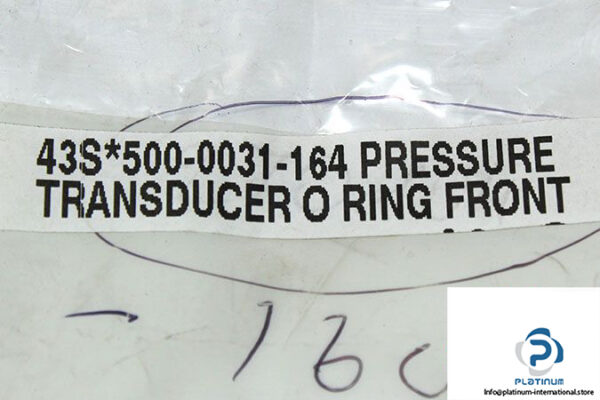 43S*500-0031-164 PRESSURE
TRANSDUCER O RING FRONT
PLATINUM
Info@platinum-international.store